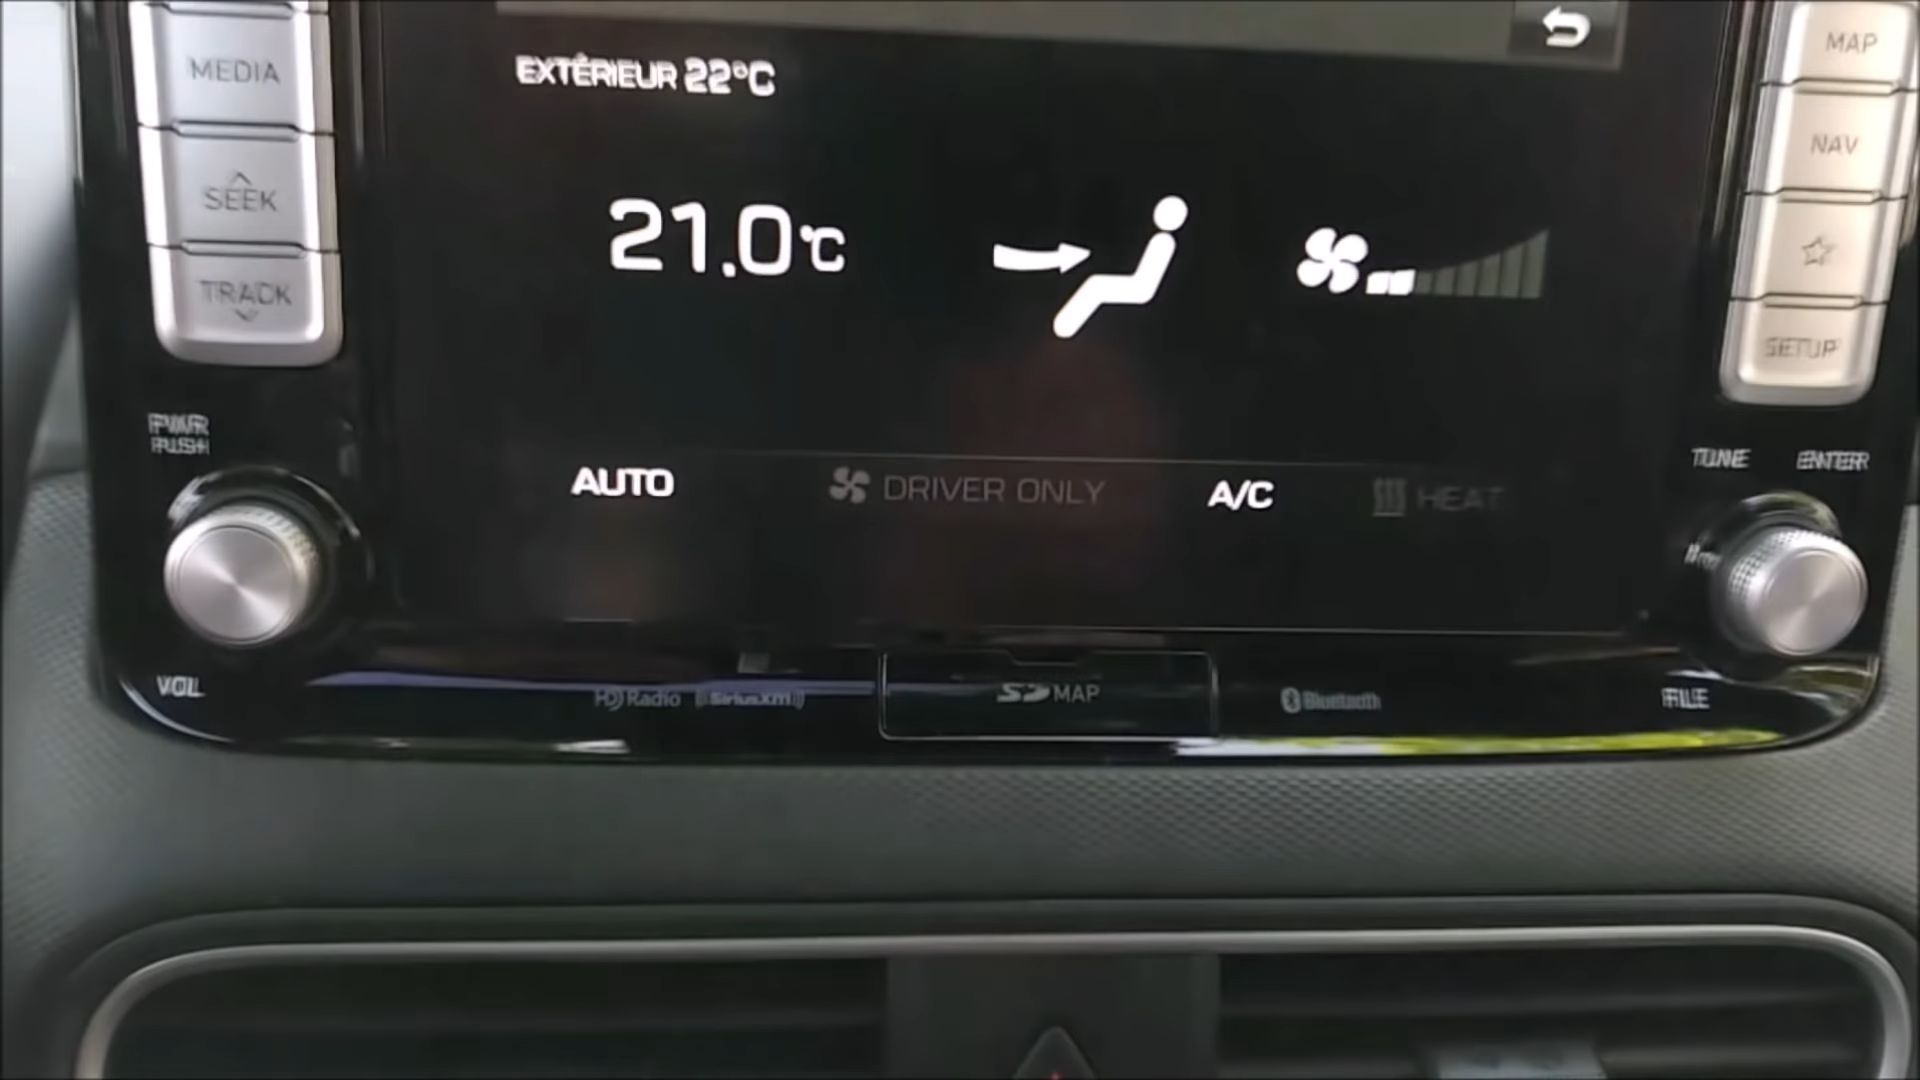 MEDIA
SEEK
TRACK
PWR
PUSH
VOL
EXTÉRIEUR 22°C
21.0°C
AUTO
DRIVER ONLY
A/C
HEAT
HD Radio
SiriusXM
SD MAP
Bluetooth
MAP
NAV
SETUP
TUNE
ENTER
FILE